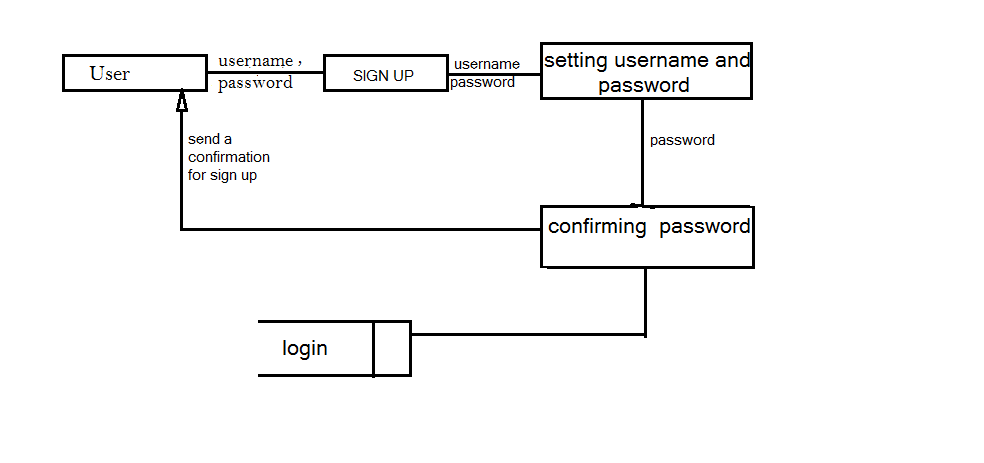 User
username ,
password
SIGN UP
username
password
setting username and
password
send a
confirmation
for sign up
password
confirming password
login